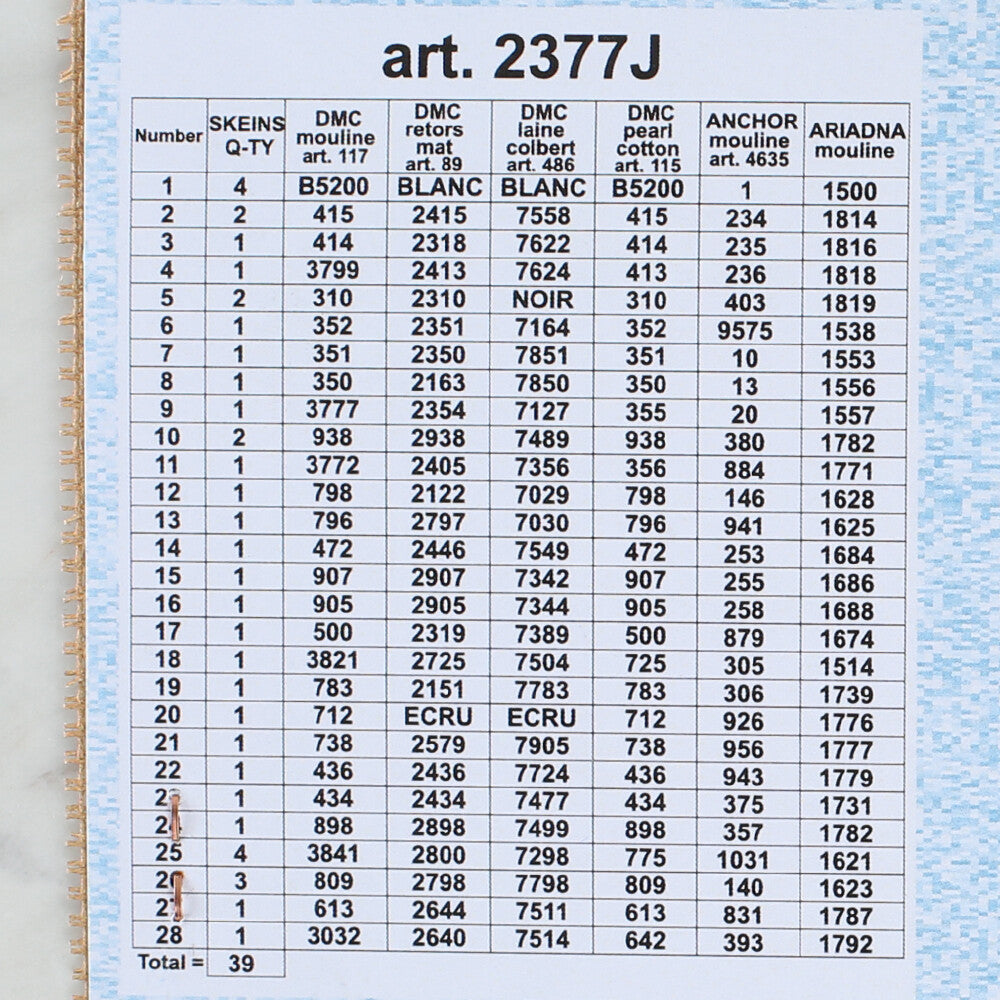 art. 2377J
Number SKEINS Q-TY DMC mouline art. 117 DMC retors mat art. 89 DMC laine colbert art. 486 DMC pearl cotton art. 115 ANCHOR mouline art. 4635 ARIADNA mouline
1 4 B5200 BLANC BLANC B5200 1 1500
2 2 415 2415 7558 415 234 1814
3 1 414 2318 7622 414 235 1816
4 1 3799 2413 7624 413 236 1818
5 2 310 2310 NOIR 310 403 1819
6 1 352 2351 7164 352 9575 1538
7 1 351 2350 7851 351 10 1553
8 1 350 2163 7850 350 13 1556
9 1 3777 2354 7127 355 20 1557
10 2 938 2938 7489 938 380 1782
11 1 3772 2405 7356 356 884 1771
12 1 798 2122 7029 798 146 1628
13 1 796 2797 7030 796 941 1625
14 1 472 2446 7549 472 253 1684
15 1 907 2907 7342 907 255 1686
16 1 905 2905 7344 905 258 1688
17 1 500 2319 7389 500 879 1674
18 1 3821 2725 7504 725 305 1514
19 1 783 2151 7783 783 306 1739
20 1 712 ECRU ECRU 712 926 1776
21 1 738 2579 7905 738 956 1777
22 1 436 2436 7724 436 943 1779
1 434 2434 7477 434 375 1731
1 898 2898 7499 898 357 1782
25 4 3841 2800 7298 775 1031 1621
3 809 2798 7798 809 140 1623
1 613 2644 7511 613 831 1787
28 1 3032 2640 7514 642 393 1792
Total = 39